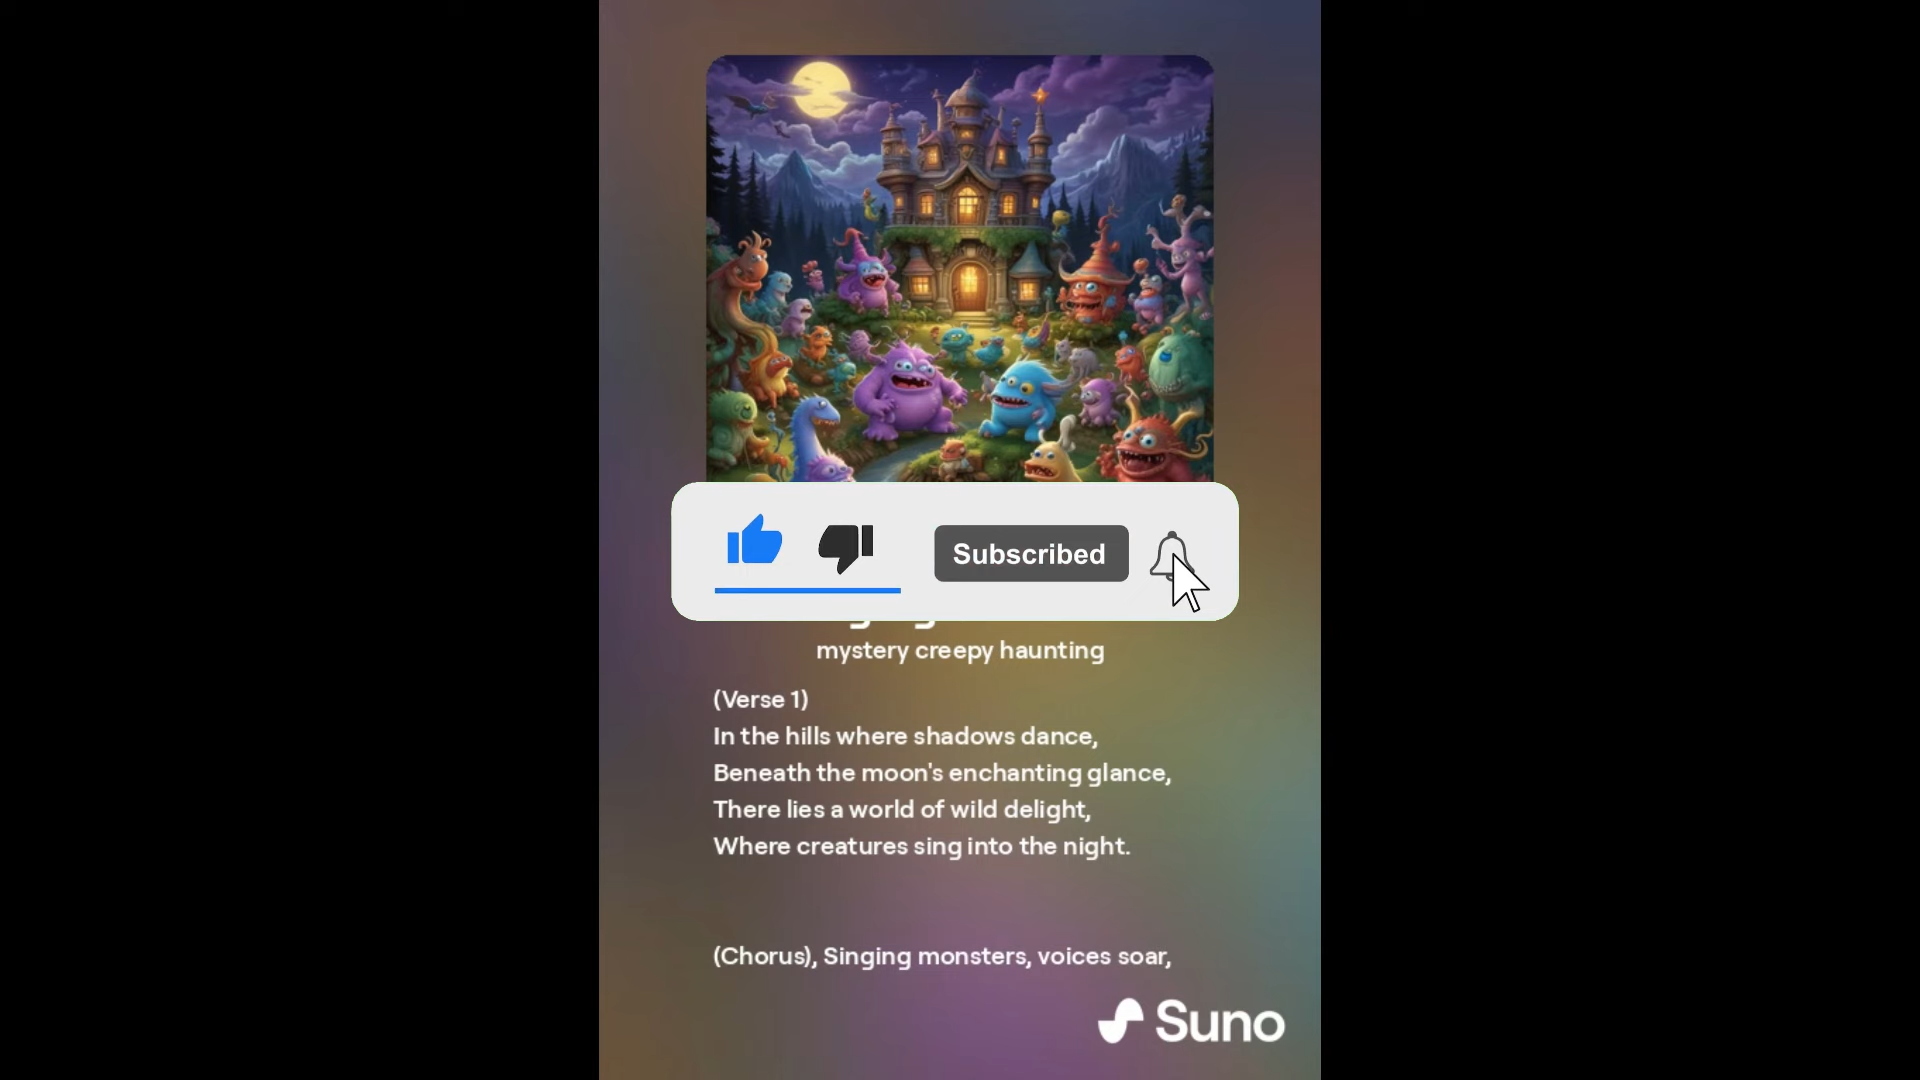 Subscribed
mystery creepy haunting
(Verse 1)
In the hills where shadows dance,
Beneath the moon's enchanting glance,
There lies a world of wild delight,
Where creatures sing into the night.
(Chorus), Singing monsters, voices soar,
Suno